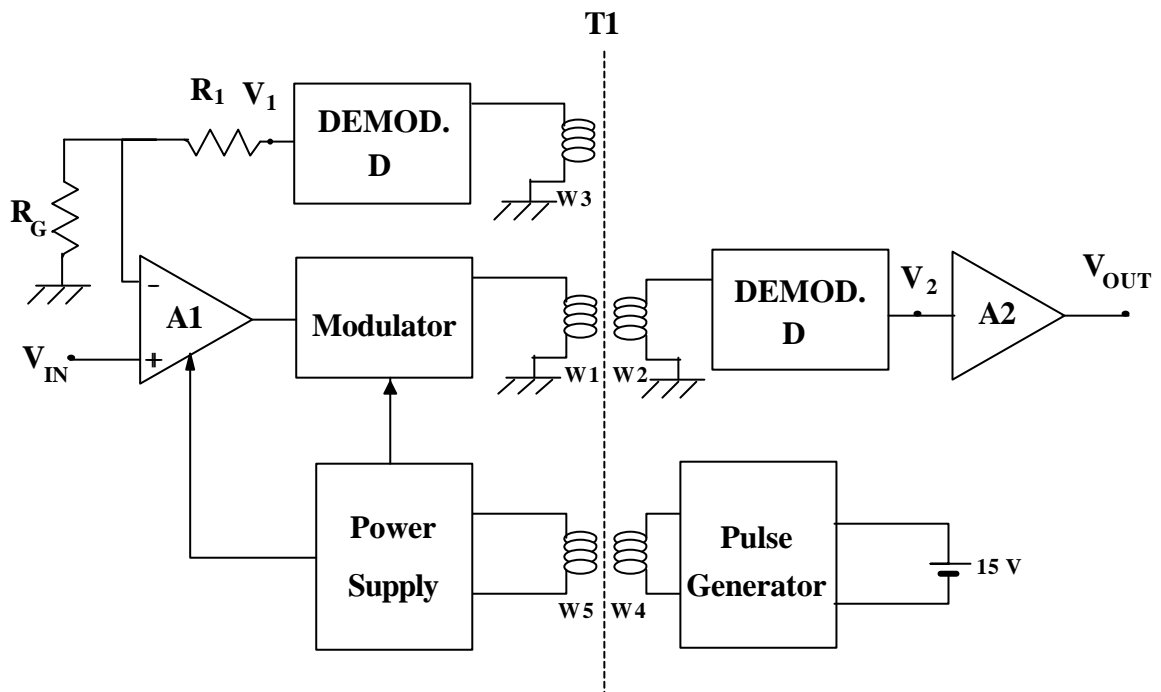 T1
R1
V1
DEMOD.
D
RG
W3
A1
-
+
VIN
Modulator
W1
W2
DEMOD.
D
V2
A2
VOUT
Power
Supply
W5
W4
Pulse
Generator
15 V